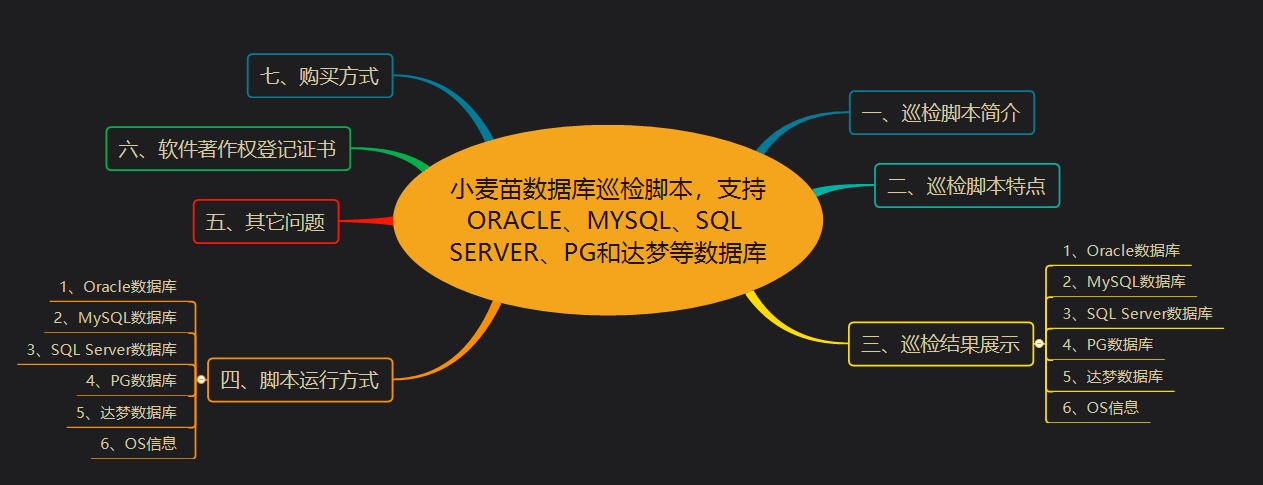 小麦苗数据库巡检脚本，支持
ORACLE、MYSQL、SQL
SERVER、PG和达梦等数据库
一、巡检脚本简介
二、巡检脚本特点
三、巡检结果展示
1、Oracle数据库
2、MySQL数据库
3、SQL Server数据库
4、PG数据库
5、达梦数据库
6、OS信息
四、脚本运行方式
1、Oracle数据库
2、MySQL数据库
3、SQL Server数据库
4、PG数据库
5、达梦数据库
6、OS信息
五、其它问题
六、软件著作权登记证书
七、购买方式